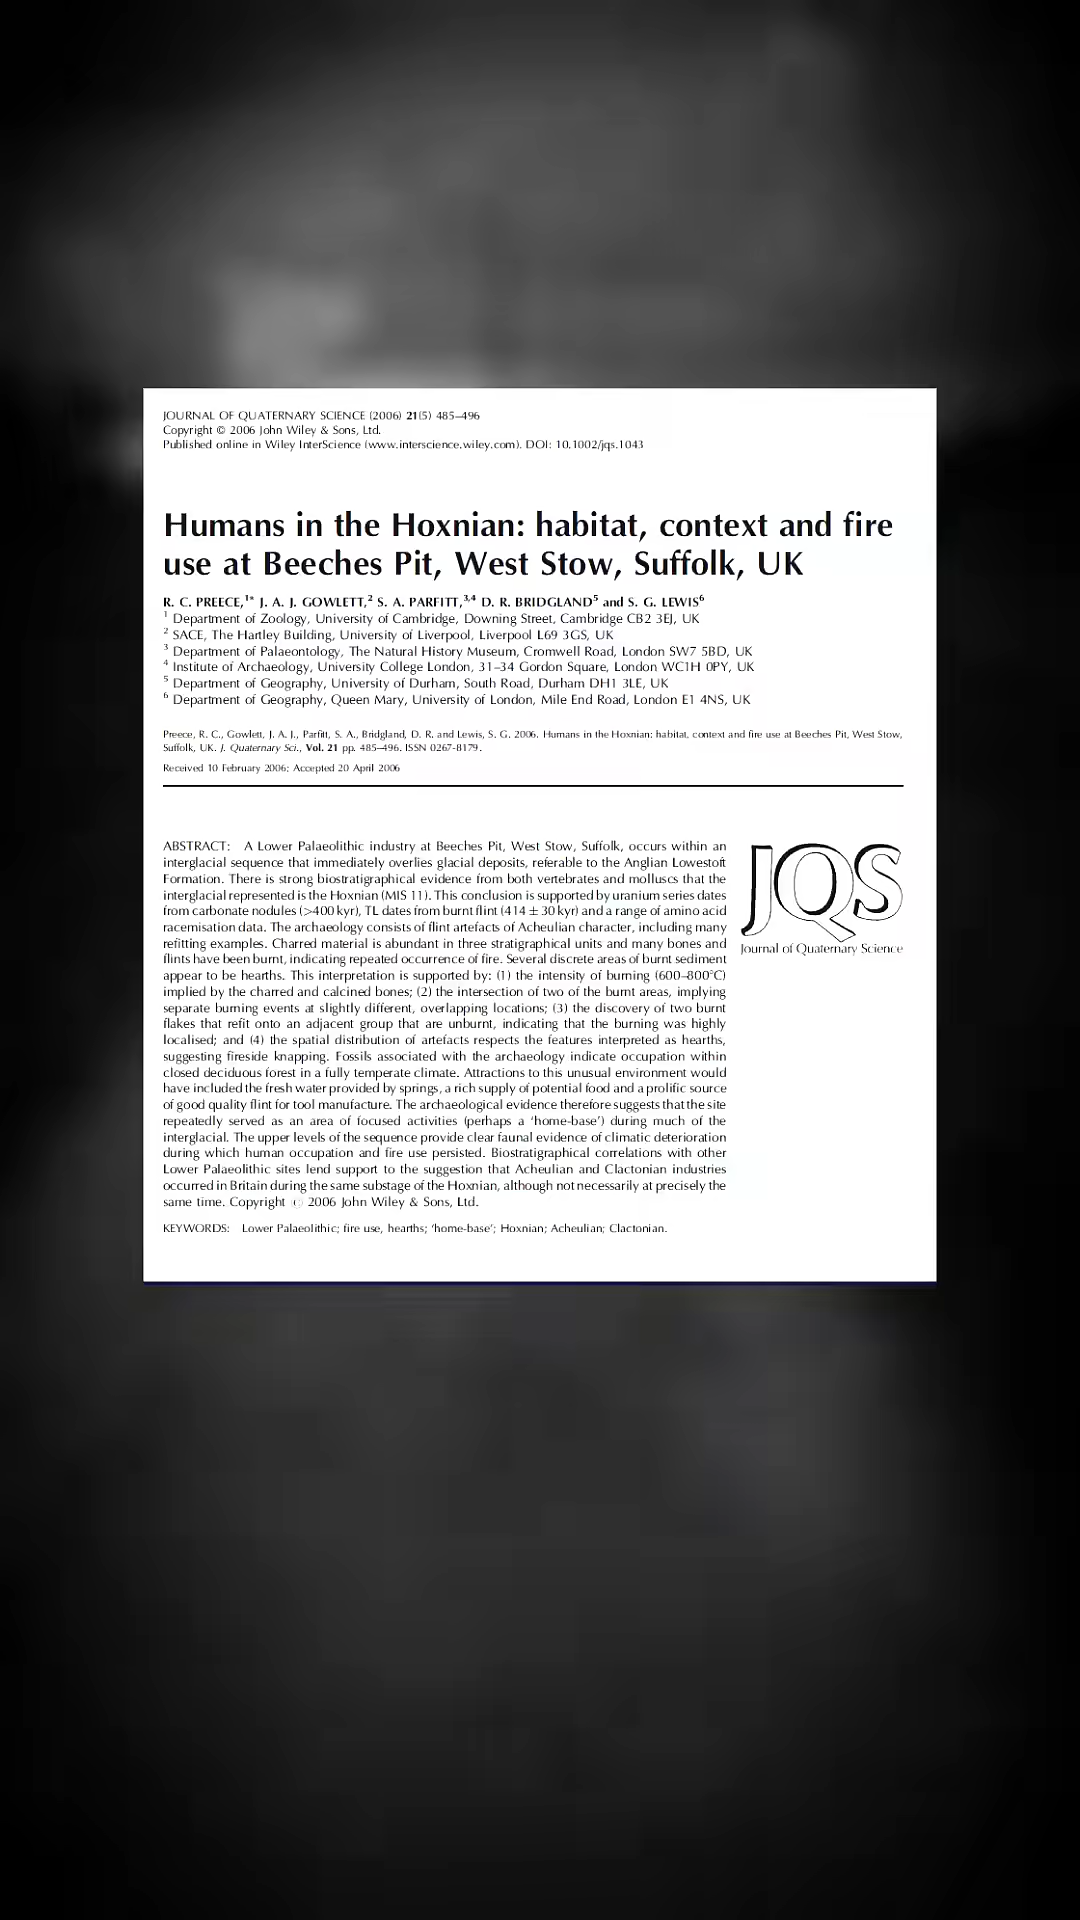 JOURNAL OF QUATERNARY SCIENCE (2006) 21(5) 485–496
Copyright © 2006 John Wiley & Sons, Ltd.
Published online in Wiley InterScience (www.interscience.wiley.com). DOI: 10.1002/jqs.1043
Humans in the Hoxnian: habitat, context and fire
use at Beeches Pit, West Stow, Suffolk, UK
R. C. PREECE,1* J. A. J. GOWLETT,2 S. A. PARFITT,3,4 D. R. BRIDGLAND5 and S. G. LEWIS6
1 Department of Zoology, University of Cambridge, Downing Street, Cambridge CB2 3EJ, UK
2 SACE, The Hartley Building, University of Liverpool, Liverpool L69 3GS, UK
3 Department of Palaeontology, The Natural History Museum, Cromwell Road, London SW7 5BD, UK
4 Institute of Archaeology, University College London, 31–34 Gordon Square, London WC1H 0PY, UK
5 Department of Geography, University of Durham, South Road, Durham DH1 3LE, UK
6 Department of Geography, Queen Mary, University of London, Mile End Road, London E1 4NS, UK
Preece, R. C., Gowlett, J. A. J., Parfitt, S. A., Bridgland, D. R. and Lewis, S. G. 2006. Humans in the Hoxnian: habitat, context and fire use at Beeches Pit, West Stow,
Suffolk, UK. J. Quaternary Sci., Vol. 21 pp. 485–496. ISSN 0267-8179.
Received 10 February 2006; Accepted 20 April 2006
ABSTRACT: A Lower Palaeolithic industry at Beeches Pit, West Stow, Suffolk, occurs within an
interglacial sequence that immediately overlies glacial deposits, referable to the Anglian Lowestoft
Formation. There is strong biostratigraphical evidence from both vertebrates and molluscs that the
interglacial represented is the Hoxnian (MIS 11). This conclusion is supported by uranium series dates
from carbonate nodules (>400 kyr), TL dates from burnt flint (414 ± 30 kyr) and a range of amino acid
racemisation data. The archaeology consists of flint artefacts of Acheulian character, including many
refitting examples. Charred material is abundant in three stratigraphical units and many bones and
flints have been burnt, indicating repeated occurrence of fire. Several discrete areas of burnt sediment
appear to be hearths. This interpretation is supported by: (1) the intensity of burning (600–800°C)
implied by the charred and calcined bones; (2) the intersection of two of the burnt areas, implying
separate burning events at slightly different, overlapping locations; (3) the discovery of two burnt
flakes that refit onto an adjacent group that are unburnt, indicating that the burning was highly
localised; and (4) the spatial distribution of artefacts respects the features interpreted as hearths,
suggesting fireside knapping. Fossils associated with the archaeology indicate occupation within
closed deciduous forest in a fully temperate climate. Attractions to this unusual environment would
have included the fresh water provided by springs, a rich supply of potential food and a prolific source
of good quality flint for tool manufacture. The archaeological evidence therefore suggests that the site
repeatedly served as an area of focused activities (perhaps a ‘home-base’) during much of the
interglacial. The upper levels of the sequence provide clear faunal evidence of climatic deterioration
during which human occupation and fire use persisted. Biostratigraphical correlations with other
Lower Palaeolithic sites lend support to the suggestion that Acheulian and Clactonian industries
occurred in Britain during the same substage of the Hoxnian, although not necessarily at precisely the
same time. Copyright © 2006 John Wiley & Sons, Ltd.
JQS
Journal of Quaternary Science
KEYWORDS: Lower Palaeolithic; fire use, hearths; ‘home-base’; Hoxnian; Acheulian; Clactonian.